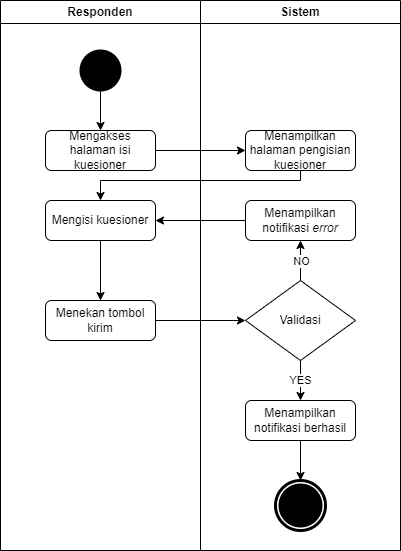 Responden
Sistem
Mengakses
halaman isi
kuesioner
Menampilkan
halaman pengisian
kuesioner
Mengisi kuesioner
Menampilkan
notifikasi error
NO
Menekan tombol
kirim
Validasi
YES
Menampilkan
notifikasi berhasil